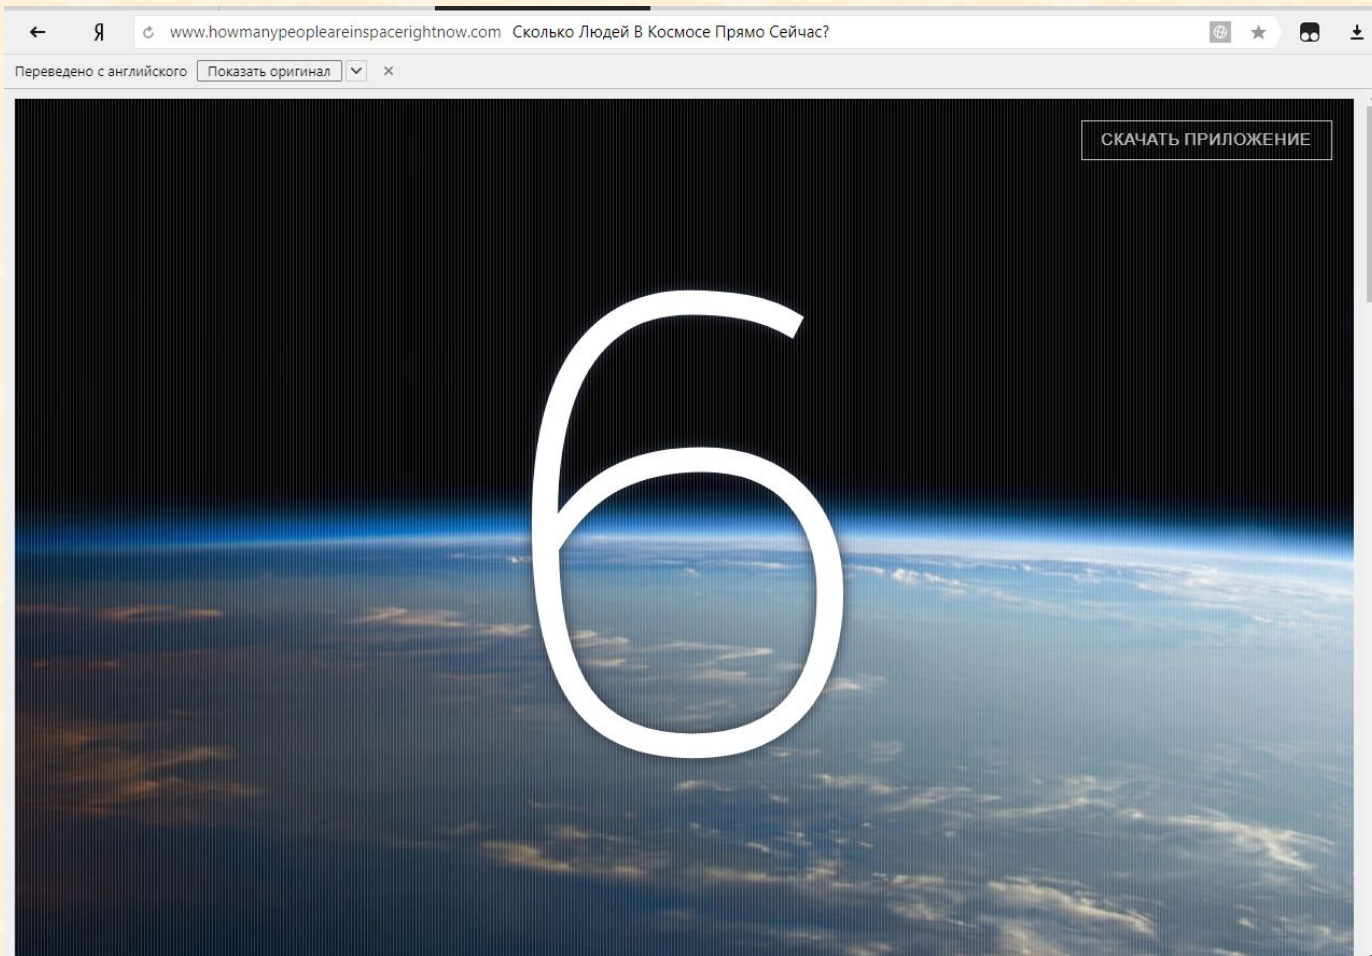 Я www.howmanypeopleareinspacerightnow.com Сколько Людей В Космосе Прямо Сейчас?
Переведено с английского Показать оригинал
СКАЧАТЬ ПРИЛОЖЕНИЕ
6